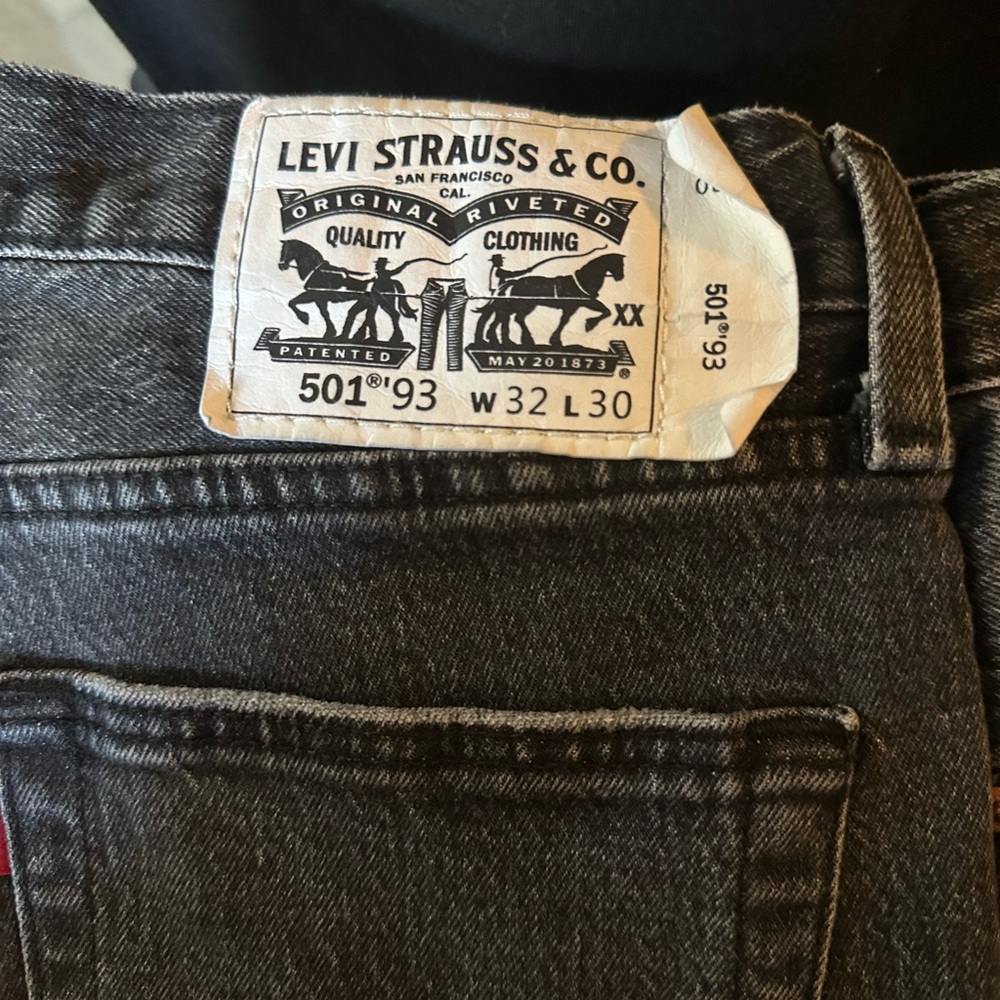 LEVI STRAUSS & CO.
SAN FRANCISCO
CAL.
ORIGINAL RIVETED
QUALITY CLOTHING
XX
PATENTED MAY 20 1873 ®
501®'93 W 32 L 30
501®'93